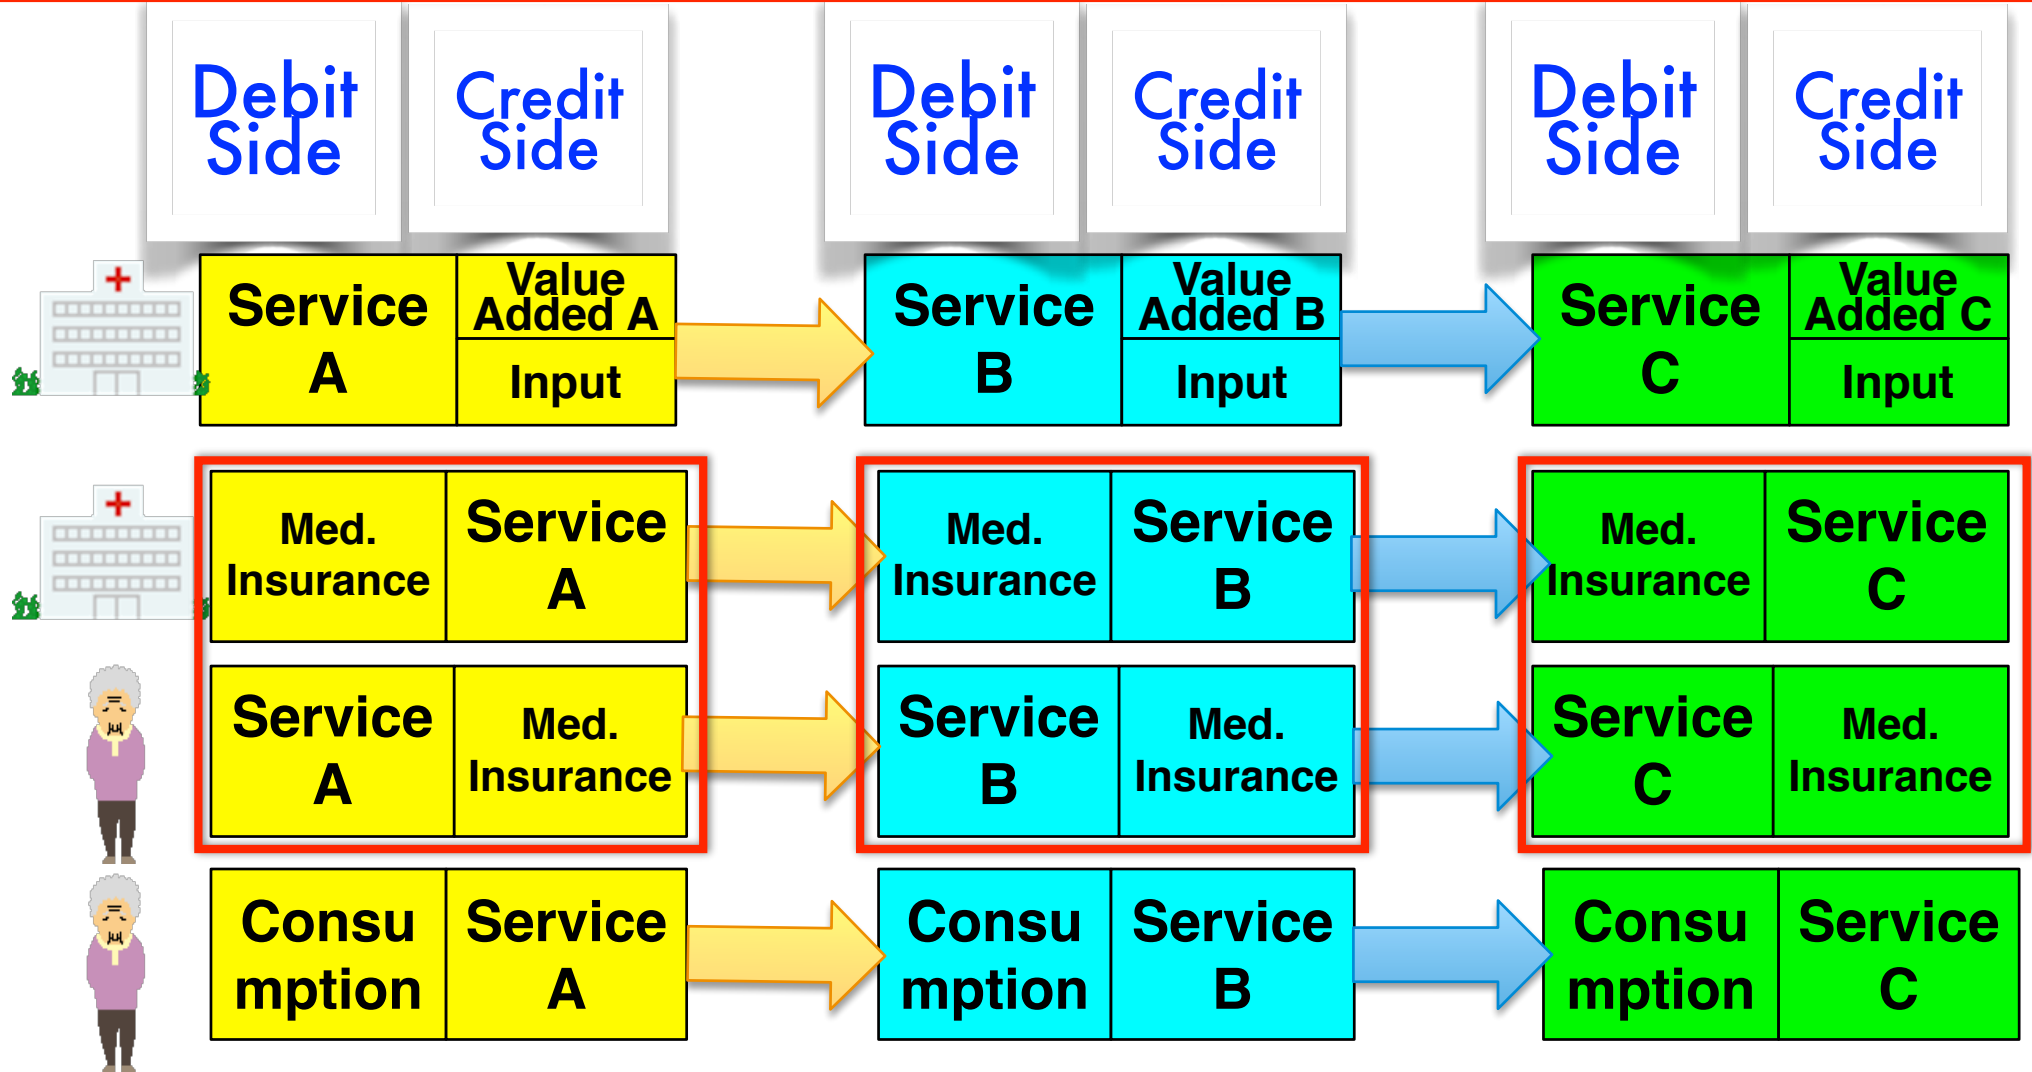 Debit
Side
Credit
Side
Debit
Side
Credit
Side
Debit
Side
Credit
Side
Service
A
Value
Added A
Input
Service
B
Value
Added B
Input
Service
C
Value
Added C
Input
Med.
Insurance
Service
A
Med.
Insurance
Service
B
Med.
Insurance
Service
C
Service
A
Med.
Insurance
Service
B
Med.
Insurance
Service
C
Med.
Insurance
Consu
mption
Service
A
Consu
mption
Service
B
Consu
mption
Service
C